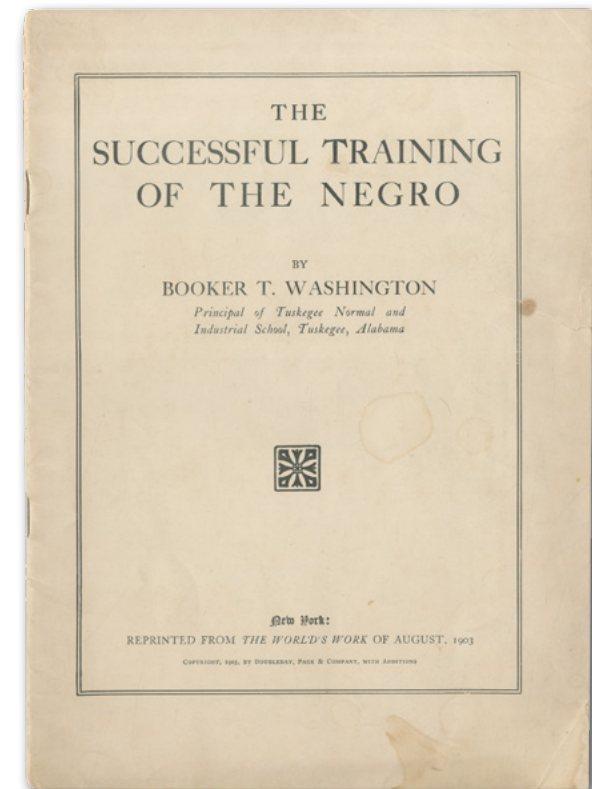 THE
SUCCESSFUL TRAINING
OF THE NEGRO
BY
BOOKER T. WASHINGTON
Principal of Tuskegee Normal and
Industrial School, Tuskegee, Alabama
New York:
REPRINTED FROM THE WORLD'S WORK OF AUGUST, 1903
COPYRIGHT, 1903, BY DOUBLEDAY, PAGE & COMPANY, WITH ADDITIONS